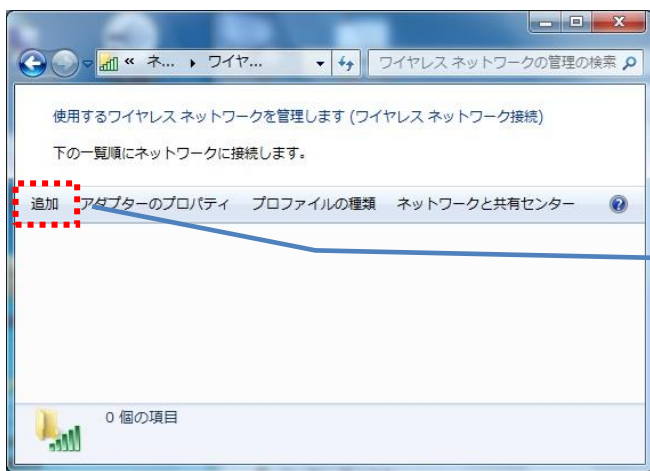 « ネ... ワイヤ... ワイヤレス ネットワークの管理の検索
使用するワイヤレス ネットワークを管理します (ワイヤレス ネットワーク接続)
下の一覧順にネットワークに接続します。
追加 アダプターのプロパティ プロファイルの種類 ネットワークと共有センター
0 個の項目